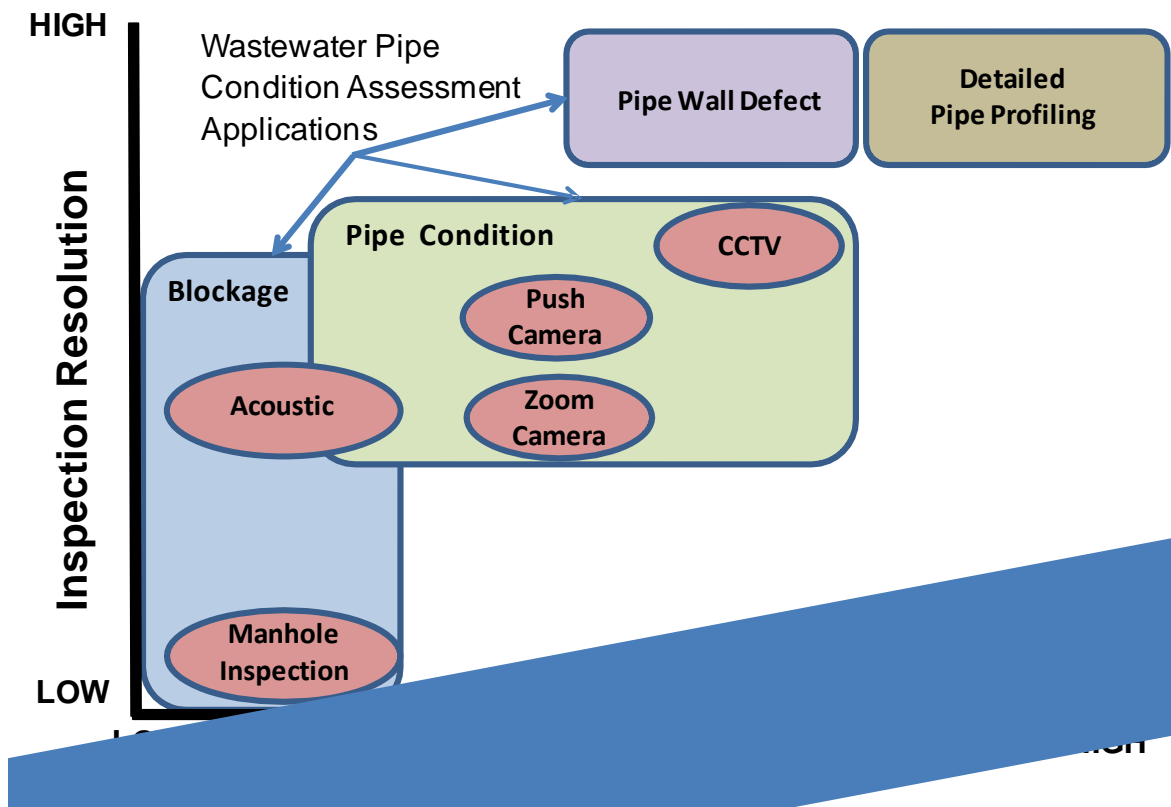 HIGH
Wastewater Pipe
Condition Assessment
Applications
Pipe Wall Defect
Detailed
Pipe Profiling
Inspection Resolution
Pipe Condition
CCTV
Blockage
Push
Camera
Acoustic
Zoom
Camera
Manhole
Inspection
LOW